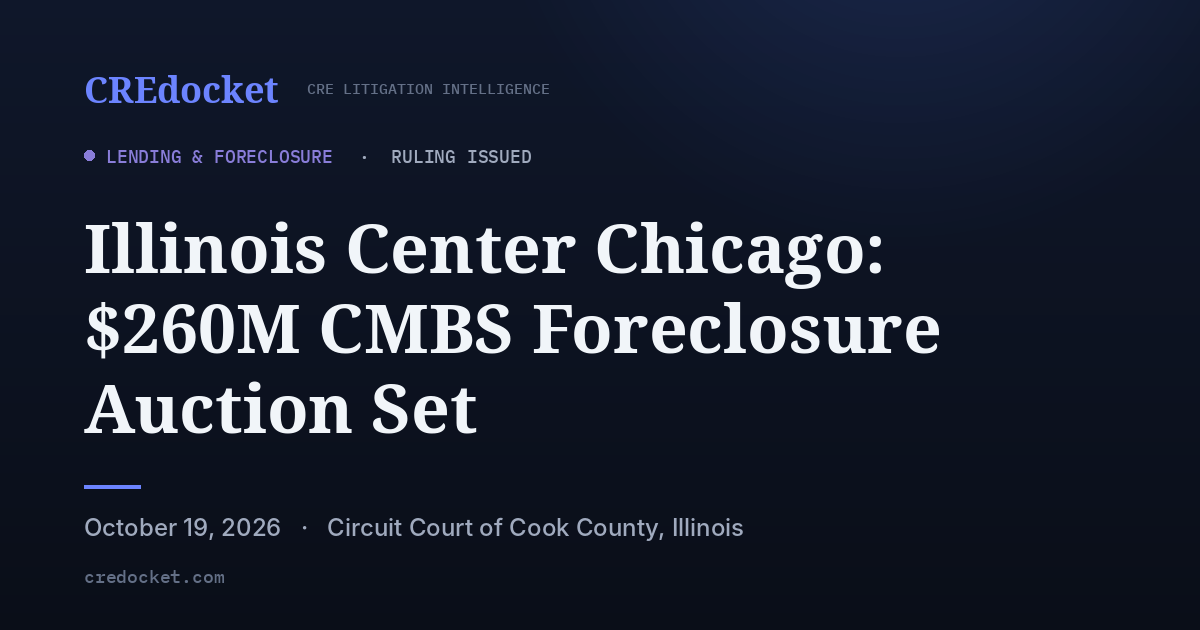 CREdocket CRE LITIGATION INTELLIGENCE
LENDING & FORECLOSURE · RULING ISSUED
Illinois Center Chicago:
$260M CMBS Foreclosure
Auction Set
October 19, 2026 · Circuit Court of Cook County, Illinois
credocket.com